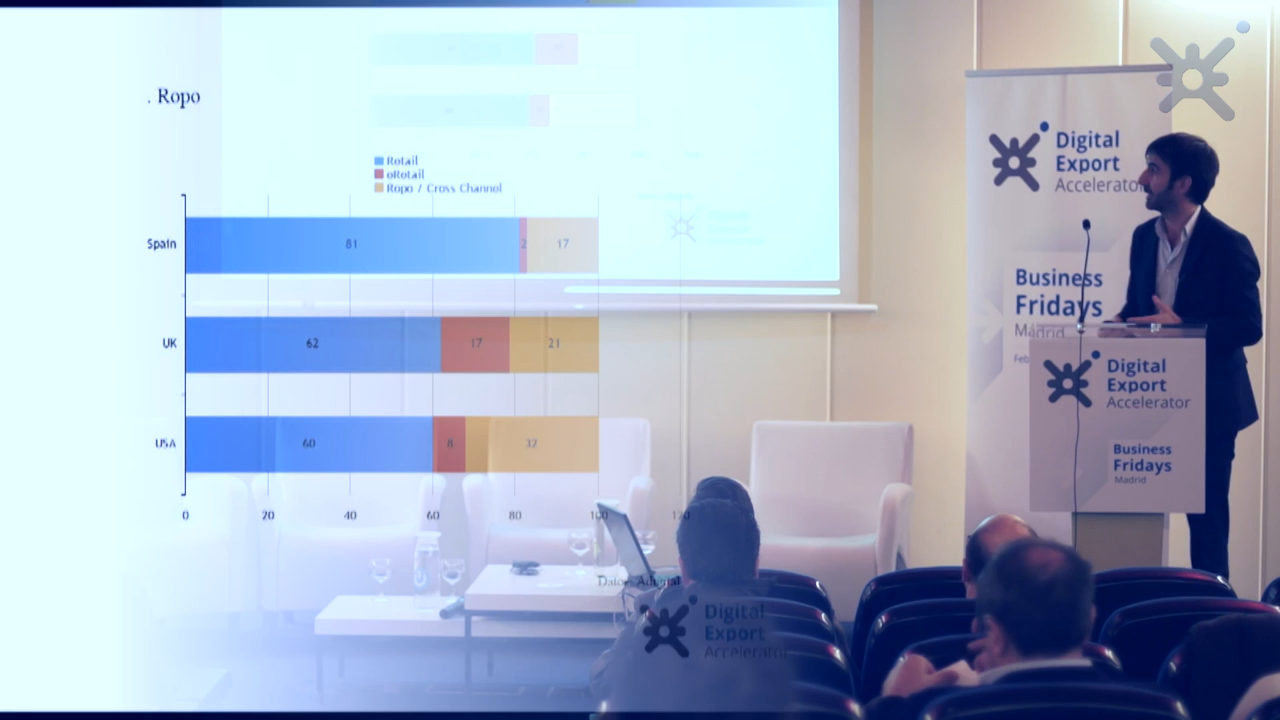 . Ropo
Retail
eRetail
Ropo / Cross Channel
Spain
81
2
17
UK
62
17
21
USA
60
8
32
0
20
40
60
80
100
120
Digital
Export
Accelerator
Digital
Export
Accelerator
Business
Fridays
Madrid
Digital
Export
Accelerator
Business
Fridays
Madrid